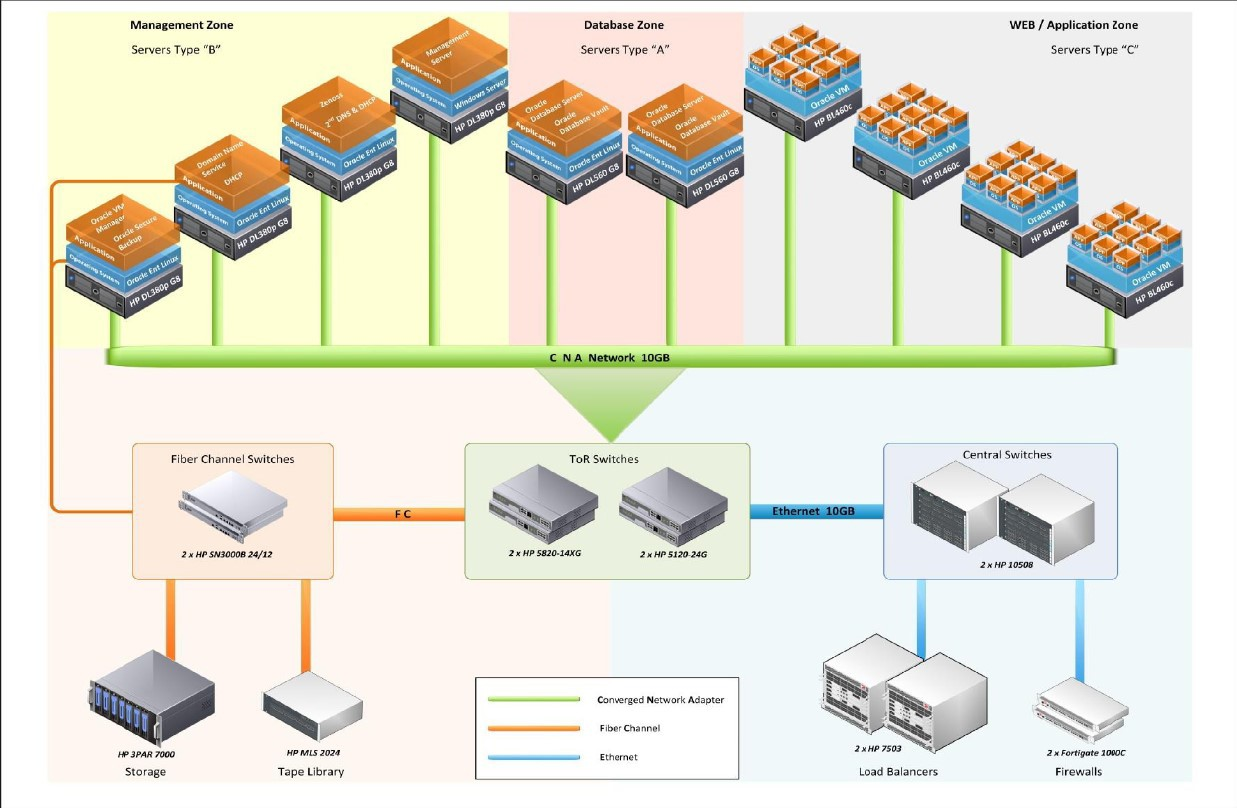 Management Zone
Servers Type “B”
Database Zone
Servers Type “A”
WEB / Application Zone
Servers Type “C”
Oracle VM
Manager
Oracle Secure
Backup
Application
Operating System
Oracle Ent Linux
HP DL380p G8
Domain Name
Service
DHCP
Application
Operating System
Oracle Ent Linux
HP DL380p G8
Zenoss
2nd DNS & DHCP
Application
Operating System
Oracle Ent Linux
HP DL380p G8
Management
Server
Application
Operating System
Windows Server
HP DL380p G8
Oracle
Database Server
Oracle
Database Vault
Application
Operating System
Oracle Ent Linux
HP DL560 G8
Oracle
Database Server
Oracle
Database Vault
Application
Operating System
Oracle Ent Linux
HP DL560 G8
Oracle VM
HP BL460c
Oracle VM
HP BL460c
Oracle VM
HP BL460c
Oracle VM
HP BL460c
C N A Network 10GB
Fiber Channel Switches
2 x HP SN3000B 24/12
F C
ToR Switches
2 x HP 5820-14XG
2 x HP 5120-24G
Ethernet 10GB
Central Switches
2 x HP 10508
HP 3PAR 7000
Storage
HP MLS 2024
Tape Library
Converged Network Adapter
Fiber Channel
Ethernet
2 x HP 7503
Load Balancers
2 x Fortigate 1000C
Firewalls